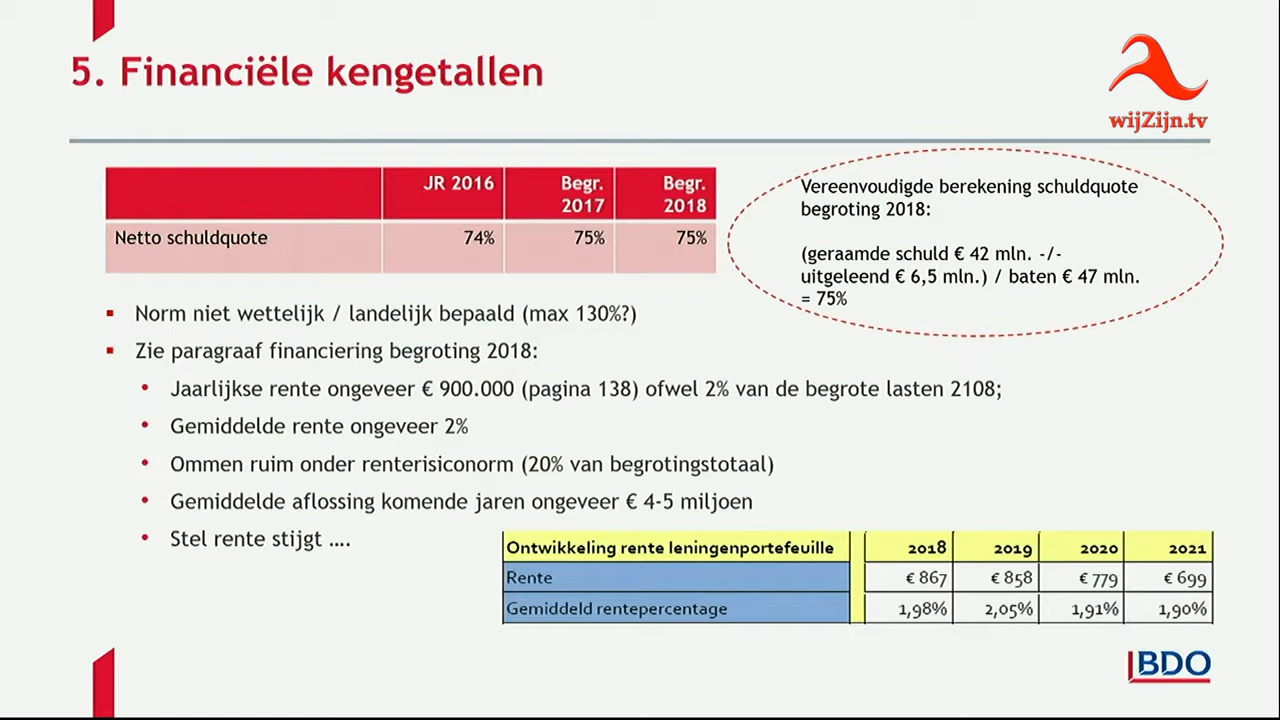 5. Financiële kengetallen
wijZijn.tv
JR 2016 Begr. 2017 Begr. 2018
Netto schuldquote 74% 75% 75%
Vereenvoudigde berekening schuldquote
begroting 2018:
(geraamde schuld € 42 mln. -/-
uitgeleend € 6,5 mln.) / baten € 47 mln.
= 75%
▪ Norm niet wettelijk / landelijk bepaald (max 130%?)
▪ Zie paragraaf financiering begroting 2018:
• Jaarlijkse rente ongeveer € 900.000 (pagina 138) ofwel 2% van de begrote lasten 2108;
• Gemiddelde rente ongeveer 2%
• Ommen ruim onder renterisiconorm (20% van begrotingstotaal)
• Gemiddelde aflossing komende jaren ongeveer € 4-5 miljoen
• Stel rente stijgt ….
Ontwikkeling rente leningenportefeuille 2018 2019 2020 2021
Rente € 867 € 858 € 779 € 699
Gemiddeld rentepercentage 1,98% 2,05% 1,91% 1,90%
BDO